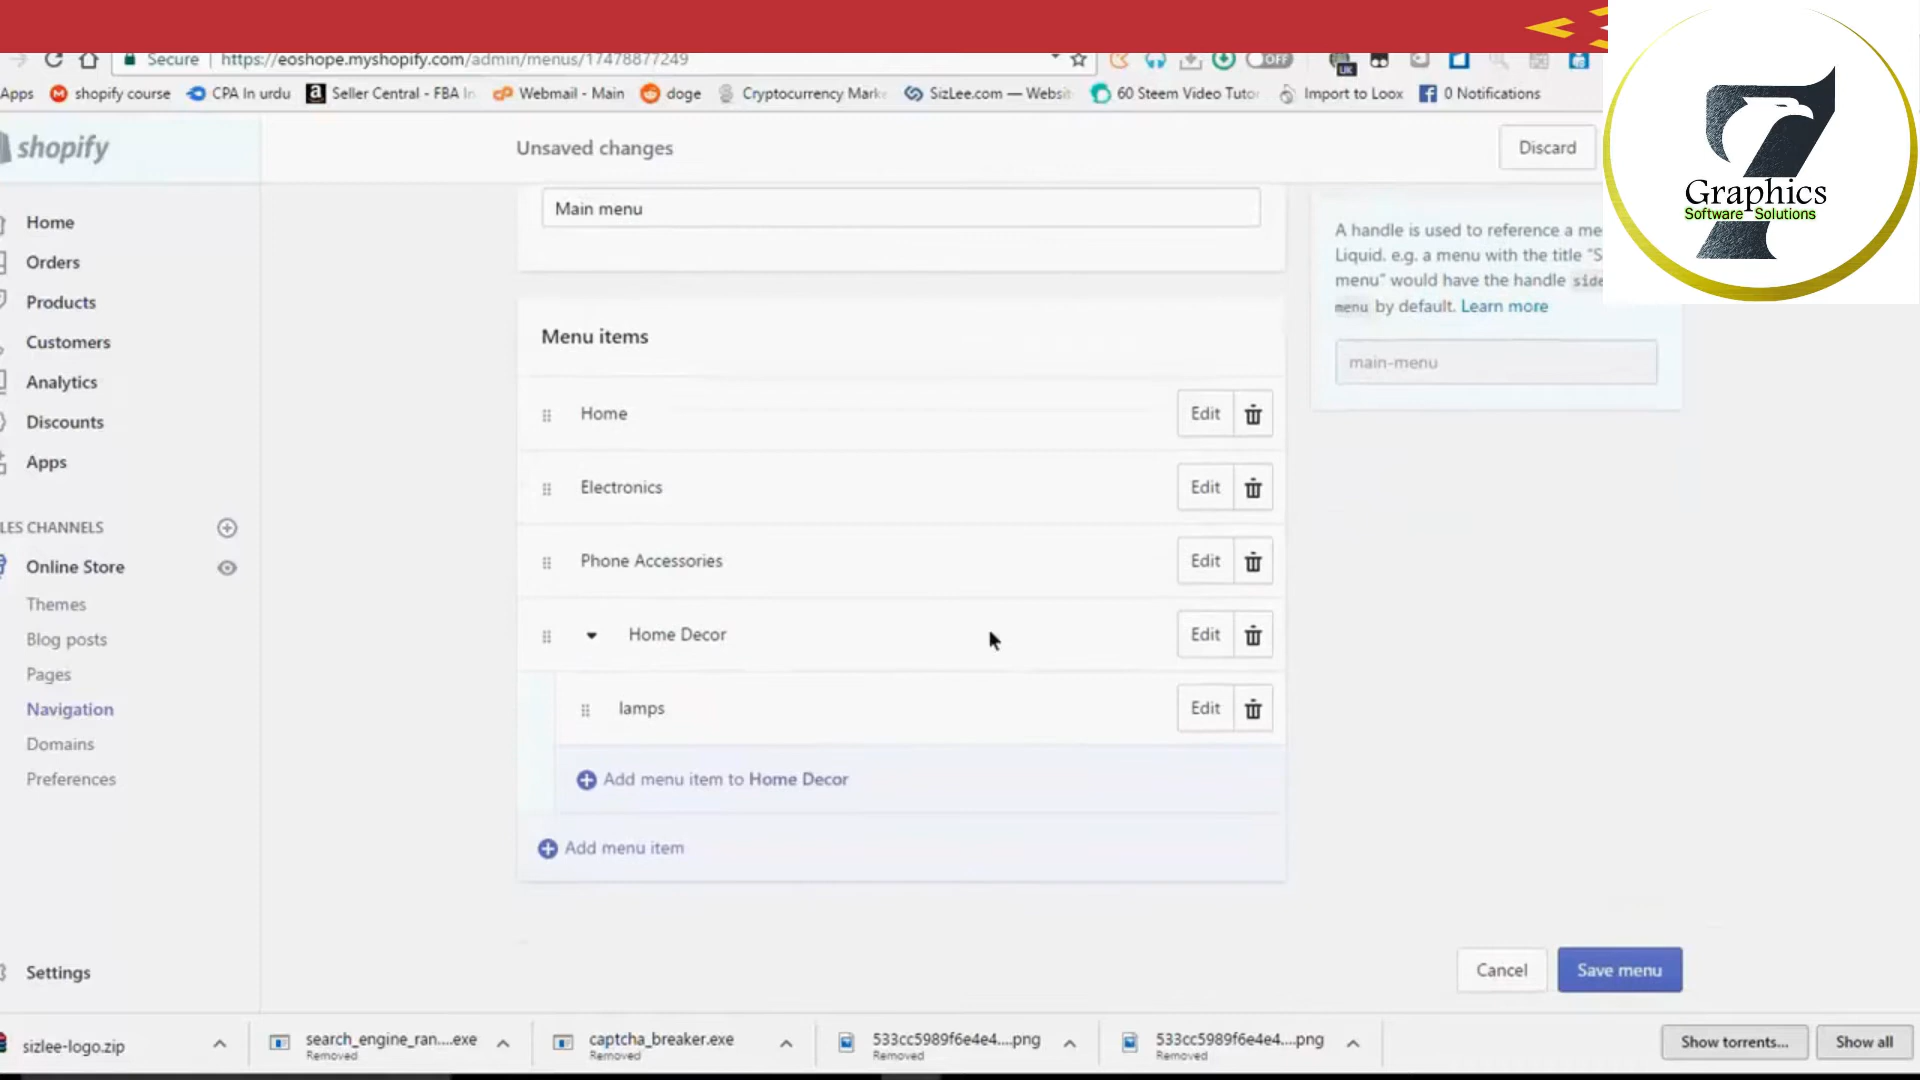 Secure | https://eoshope.myshopify.com/admin/menus/17478877249
OFF
UK
Apps shopify course CPA In urdu Seller Central - FBA In Webmail - Main doge Cryptocurrency Mark SizLee.com — Websit 60 Steem Video Tuto Import to Loox 0 Notifications
Graphics
Software Solutions
shopify
Unsaved changes
Discard
Home
Orders
Products
Customers
Analytics
Discounts
Apps
LES CHANNELS
Online Store
Themes
Blog posts
Pages
Navigation
Domains
Preferences
Settings
Main menu
Menu items
Home Edit
Electronics Edit
Phone Accessories Edit
Home Decor Edit
lamps Edit
Add menu item to Home Decor
Add menu item
A handle is used to reference a me
Liquid. e.g. a menu with the title "S
menu" would have the handle side
menu by default. Learn more
main-menu
Cancel
Save menu
sizlee-logo.zip
search_engine_ran....exe
Removed
captcha_breaker.exe
Removed
533cc5989f6e4e4....png
Removed
533cc5989f6e4e4....png
Removed
Show torrents...
Show all